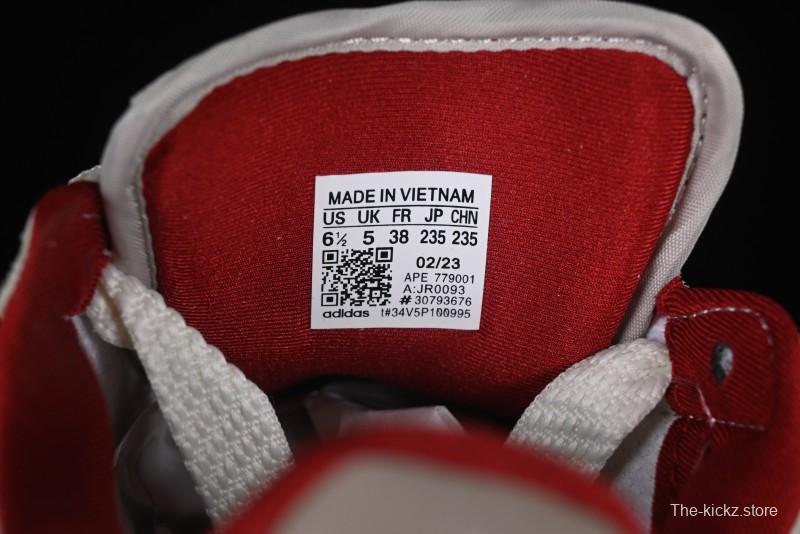 MADE IN VIETNAM
US UK FR JP CHN
6½ 5 38 235 235
02/23
APE 779001
A:JR0093
# 30793676
adidas t#34V5P100995
The-kickz.store